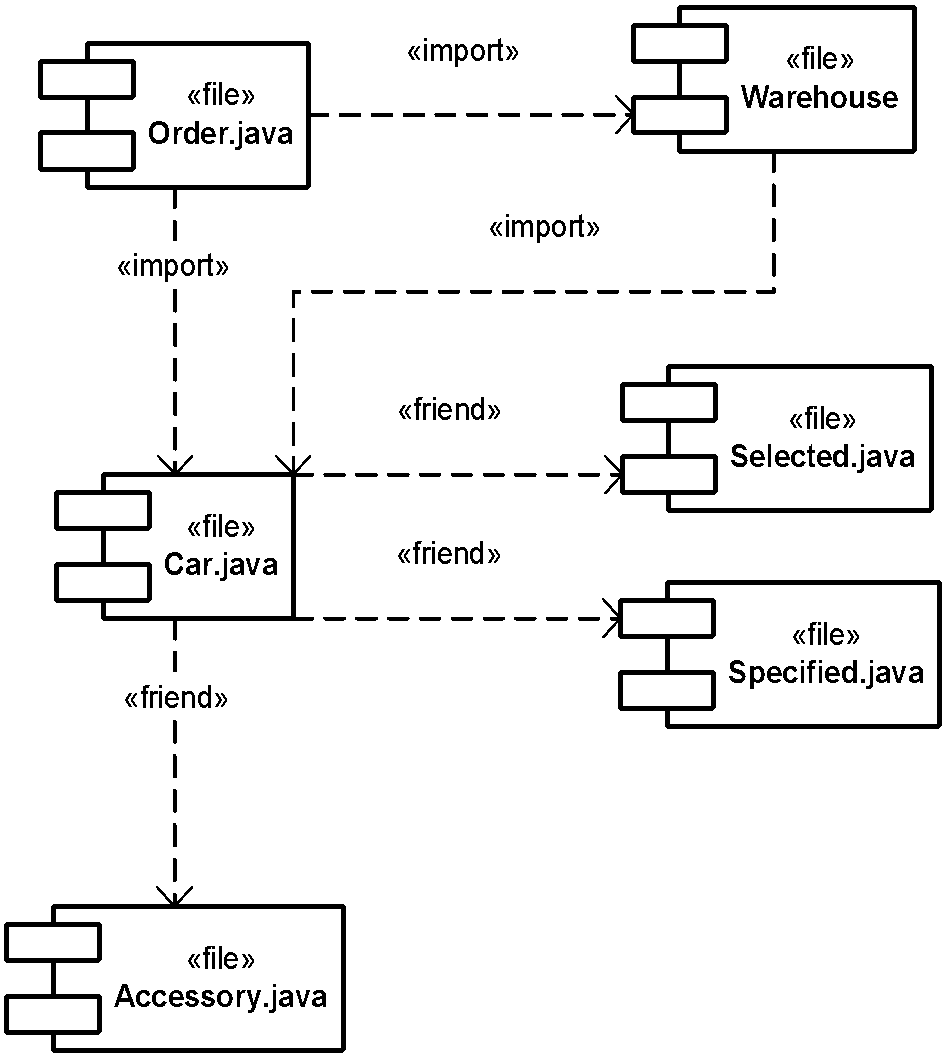 «import»
«file»
Warehouse
«file»
Order.java
«import»
«import»
«friend»
«file»
Selected.java
«file»
Car.java
«friend»
«file»
Specified.java
«friend»
«file»
Accessory.java